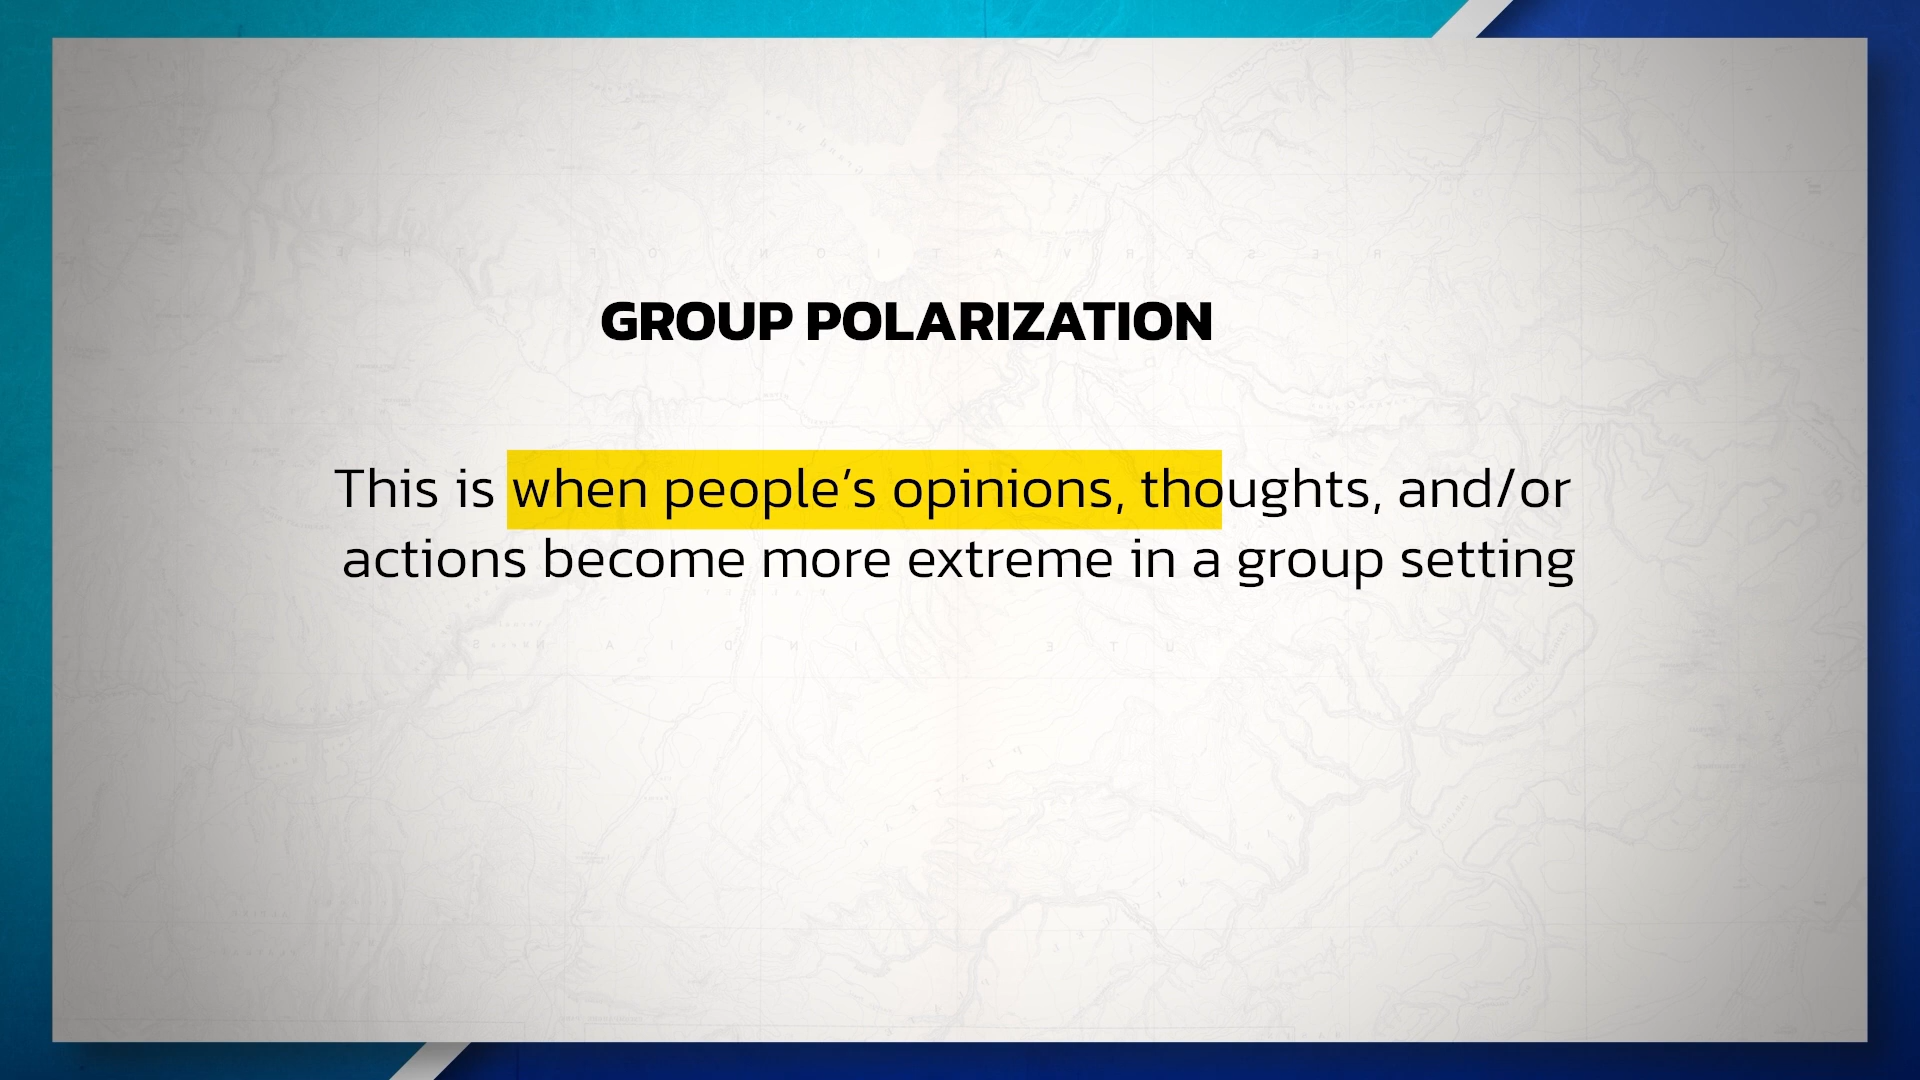 GROUP POLARIZATION
This is when people’s opinions, thoughts, and/or
actions become more extreme in a group setting